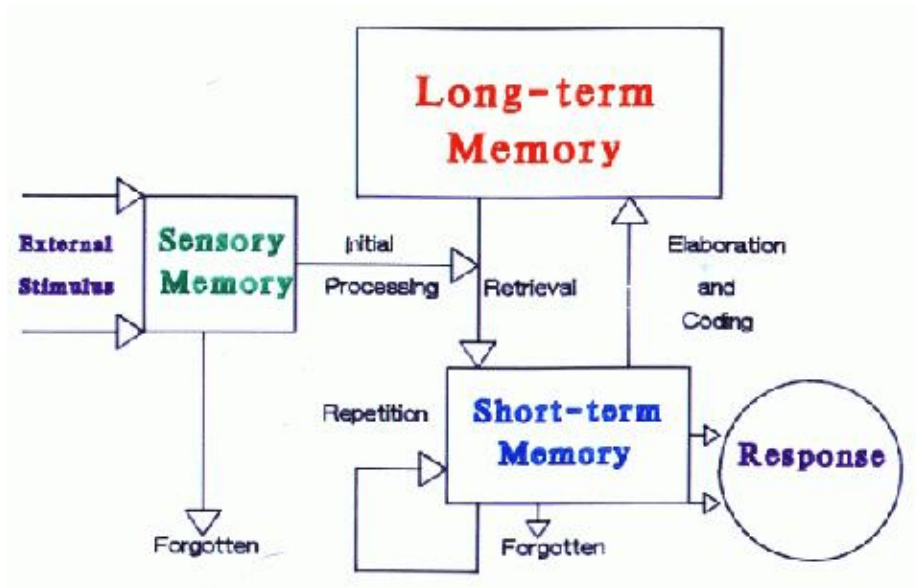 Long-term
Memory
External
Stimulus
Sensory
Memory
Initial
Processing
Retrieval
Elaboration
and
Coding
Repetition
Short-term
Memory
Response
Forgotten
Forgotten